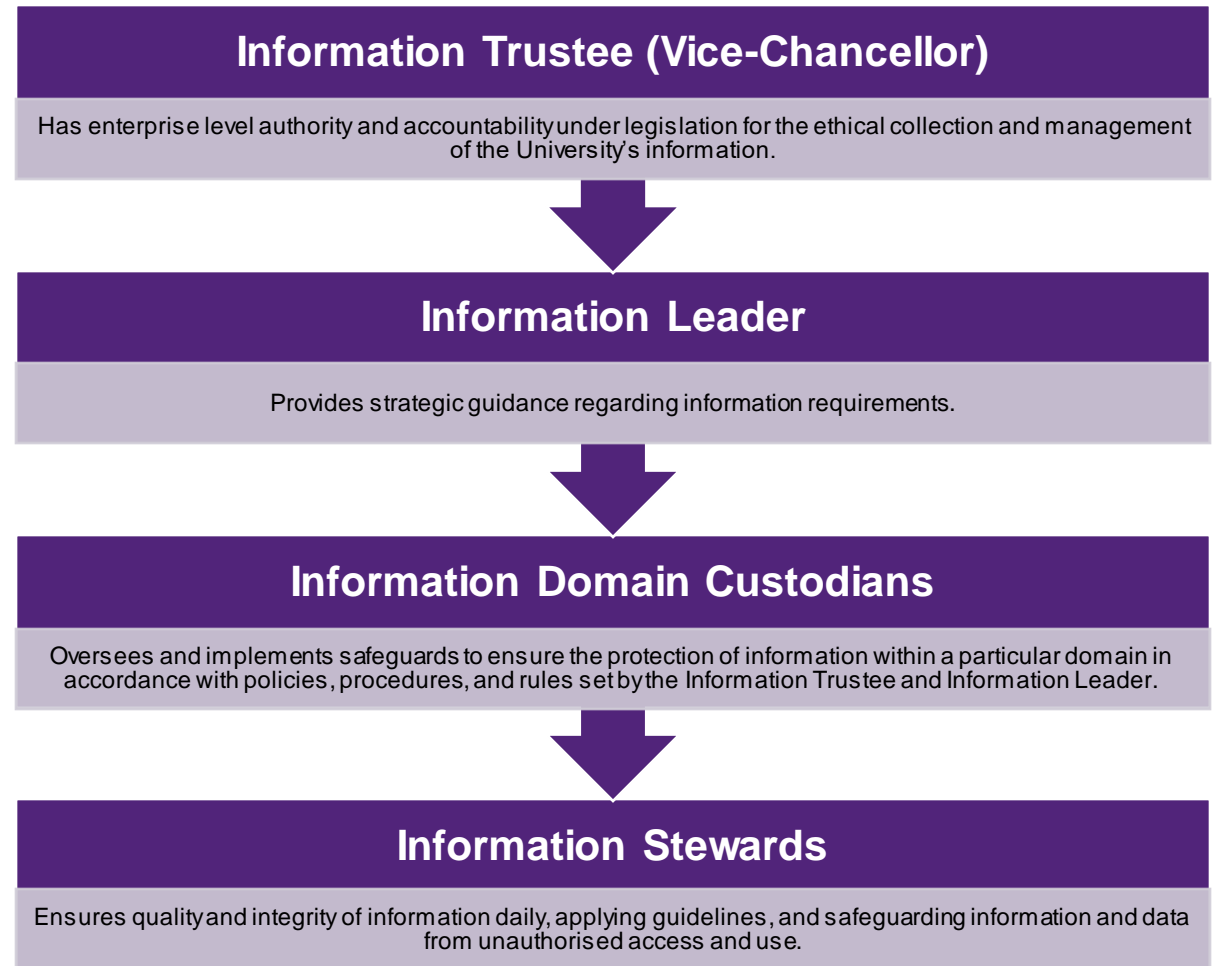 Information Trustee (Vice-Chancellor)
Has enterprise level authority and accountability under legislation for the ethical collection and management
of the University's information.
Information Leader
Provides strategic guidance regarding information requirements.
Information Domain Custodians
Oversees and implements safeguards to ensure the protection of information within a particular domain in
accordance with policies, procedures, and rules set by the Information Trustee and Information Leader.
Information Stewards
Ensures quality and integrity of information daily, applying guidelines, and safeguarding information and data
from unauthorised access and use.